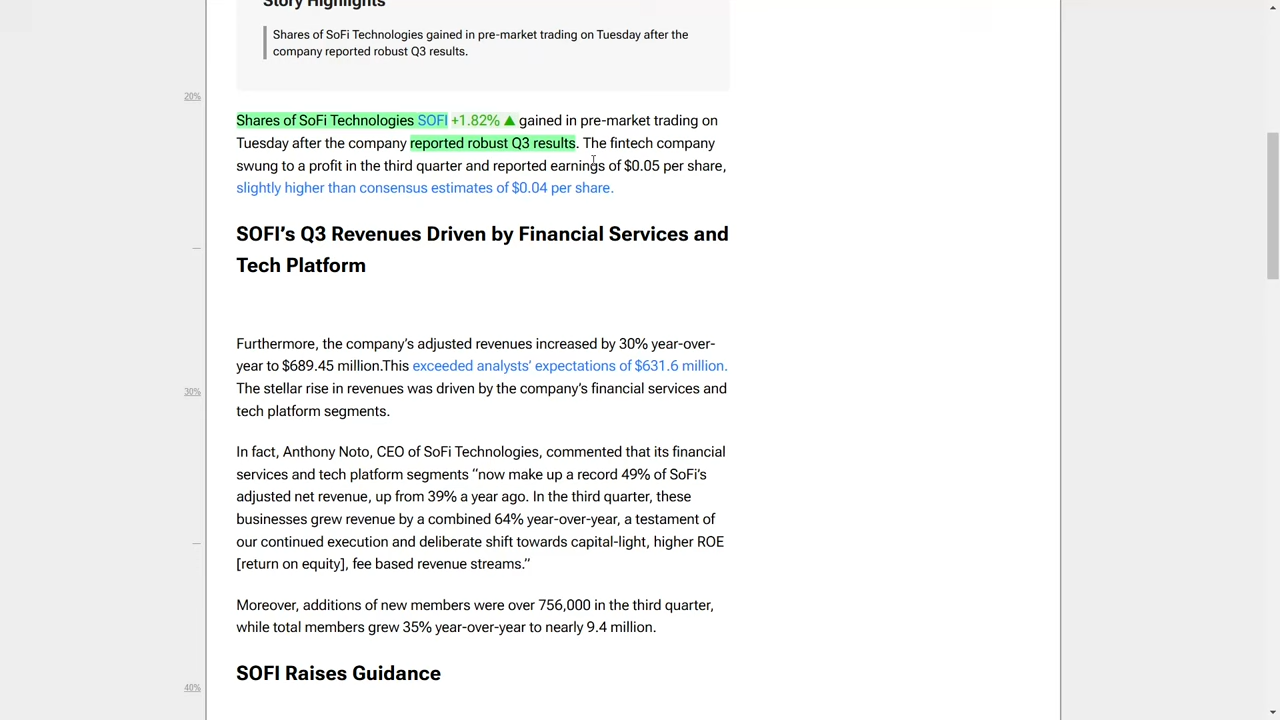 Story Highlights
Shares of SoFi Technologies gained in pre-market trading on Tuesday after the
company reported robust Q3 results.
20%
Shares of SoFi Technologies SOFI +1.82% ▲ gained in pre-market trading on
Tuesday after the company reported robust Q3 results. The fintech company
swung to a profit in the third quarter and reported earnings of $0.05 per share,
slightly higher than consensus estimates of $0.04 per share.
SOFI’s Q3 Revenues Driven by Financial Services and
Tech Platform
Furthermore, the company’s adjusted revenues increased by 30% year-over-
year to $689.45 million.This exceeded analysts’ expectations of $631.6 million.
30%
The stellar rise in revenues was driven by the company’s financial services and
tech platform segments.
In fact, Anthony Noto, CEO of SoFi Technologies, commented that its financial
services and tech platform segments “now make up a record 49% of SoFi’s
adjusted net revenue, up from 39% a year ago. In the third quarter, these
businesses grew revenue by a combined 64% year-over-year, a testament of
our continued execution and deliberate shift towards capital-light, higher ROE
[return on equity], fee based revenue streams.”
Moreover, additions of new members were over 756,000 in the third quarter,
while total members grew 35% year-over-year to nearly 9.4 million.
SOFI Raises Guidance
40%